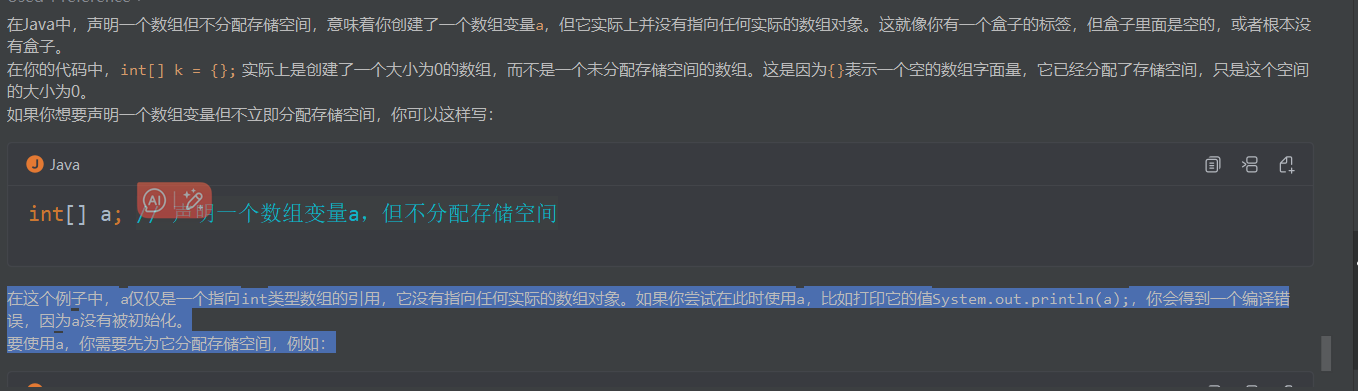 在Java中，声明一个数组但不分配存储空间，意味着你创建了一个数组变量a，但它实际上并没有指向任何实际的数组对象。这就像你有一个盒子的标签，但盒子里面是空的，或者根本没
有盒子。
在你的代码中，int[] k = {}; 实际上是创建了一个大小为0的数组，而不是一个未分配存储空间的数组。这是因为{}表示一个空的数组字面量，它已经分配了存储空间，只是这个空间
的大小为0。
如果你想要声明一个数组变量但不立即分配存储空间，你可以这样写：
J Java
AI
int[] a; // 声明一个数组变量a，但不分配存储空间
在这个例子中，a仅仅是一个指向int类型数组的引用，它没有指向任何实际的数组对象。如果你尝试在此时使用a，比如打印它的值System.out.println(a);，你会得到一个编译错
误，因为a没有被初始化。
要使用a，你需要先为它分配存储空间，例如：